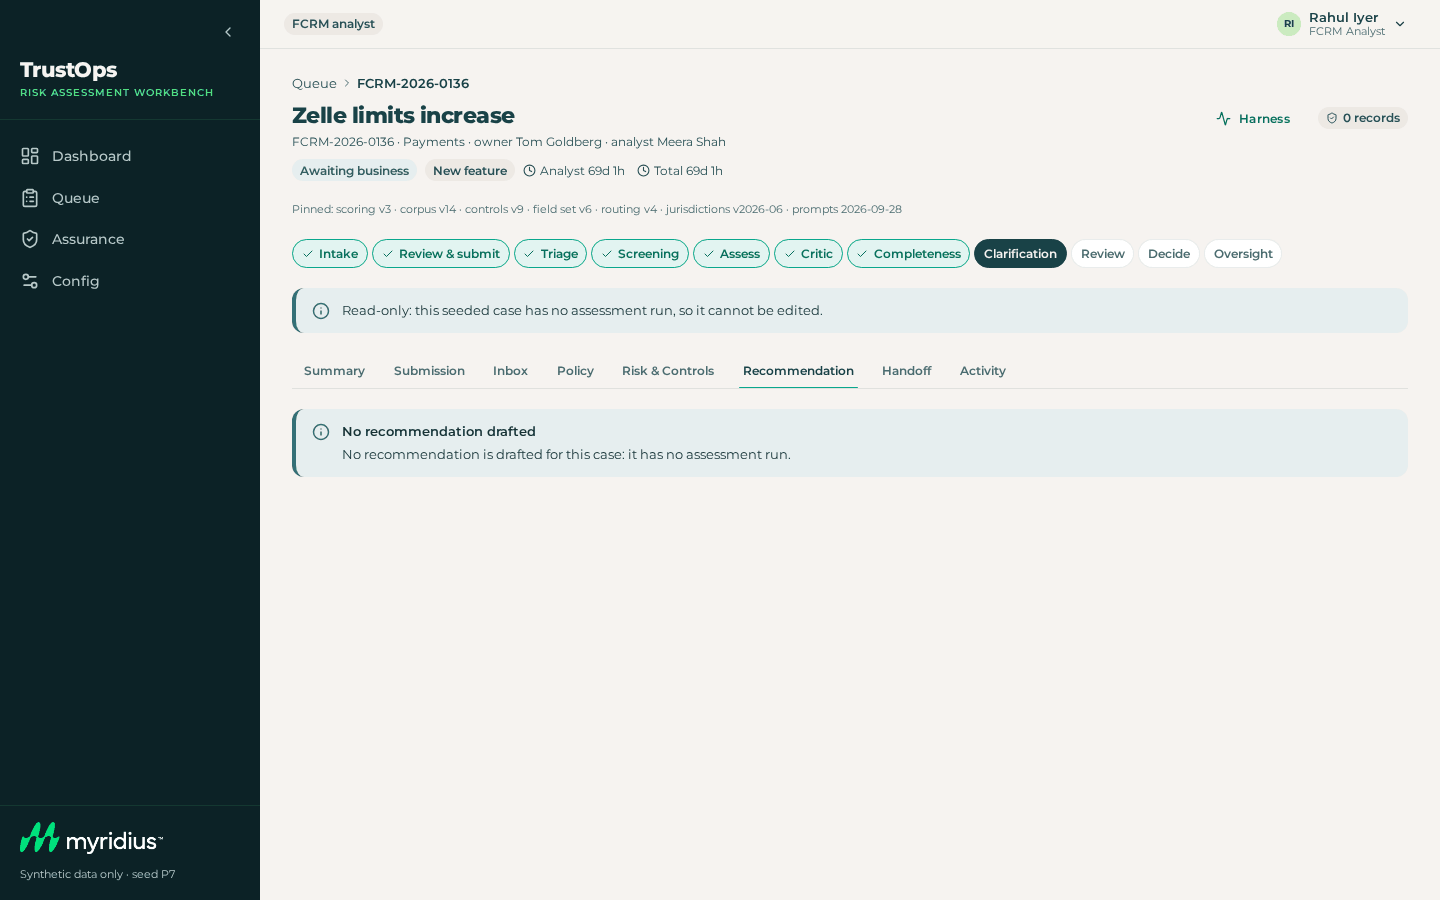 TrustOps
RISK ASSESSMENT WORKBENCH
Dashboard
Queue
Assurance
Config
myridius™
Synthetic data only · seed P7
FCRM analyst
RI
Rahul Iyer
FCRM Analyst
Queue > FCRM-2026-0136
Zelle limits increase
Harness
0 records
FCRM-2026-0136 · Payments · owner Tom Goldberg · analyst Meera Shah
Awaiting business New feature Analyst 69d 1h Total 69d 1h
Pinned: scoring v3 · corpus v14 · controls v9 · field set v6 · routing v4 · jurisdictions v2026-06 · prompts 2026-09-28
Intake Review & submit Triage Screening Assess Critic Completeness Clarification Review Decide Oversight
Read-only: this seeded case has no assessment run, so it cannot be edited.
Summary Submission Inbox Policy Risk & Controls Recommendation Handoff Activity
No recommendation drafted
No recommendation is drafted for this case: it has no assessment run.